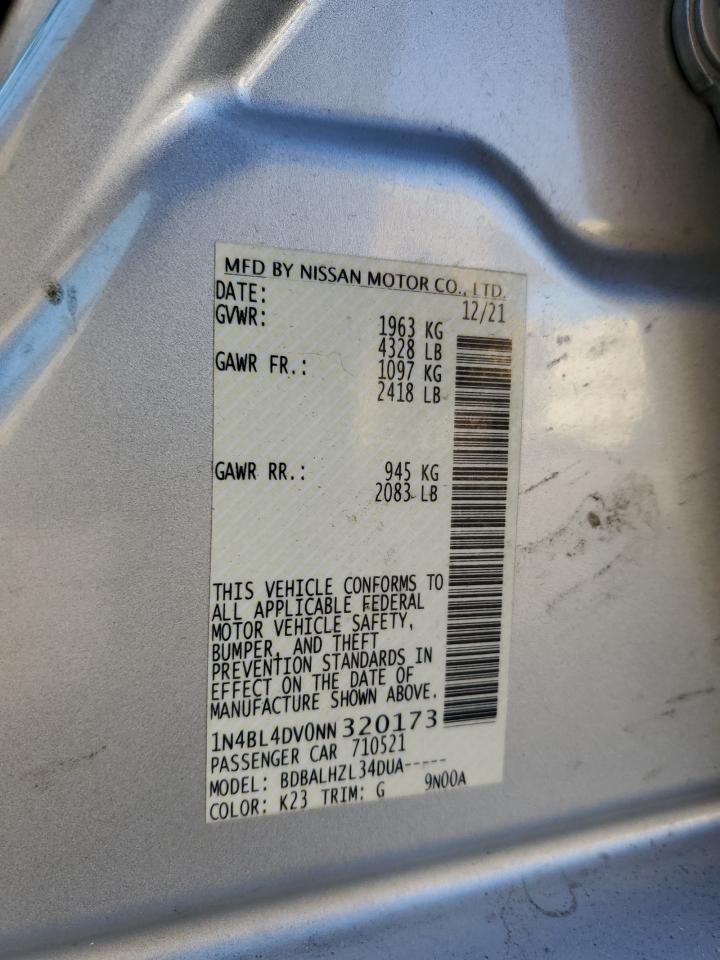 MFD BY NISSAN MOTOR CO., LTD.
DATE: 12/21
GVWR: 1963 KG
4328 LB
GAWR FR.: 1097 KG
2418 LB
GAWR RR.: 945 KG
2083 LB
THIS VEHICLE CONFORMS TO
ALL APPLICABLE FEDERAL
MOTOR VEHICLE SAFETY,
BUMPER, AND THEFT
PREVENTION STANDARDS IN
EFFECT ON THE DATE OF
MANUFACTURE SHOWN ABOVE.
1N4BL4DV0NN320173
PASSENGER CAR 710521
MODEL: BDBALHZL34DUA-----
COLOR: K23 TRIM: G 9N00A